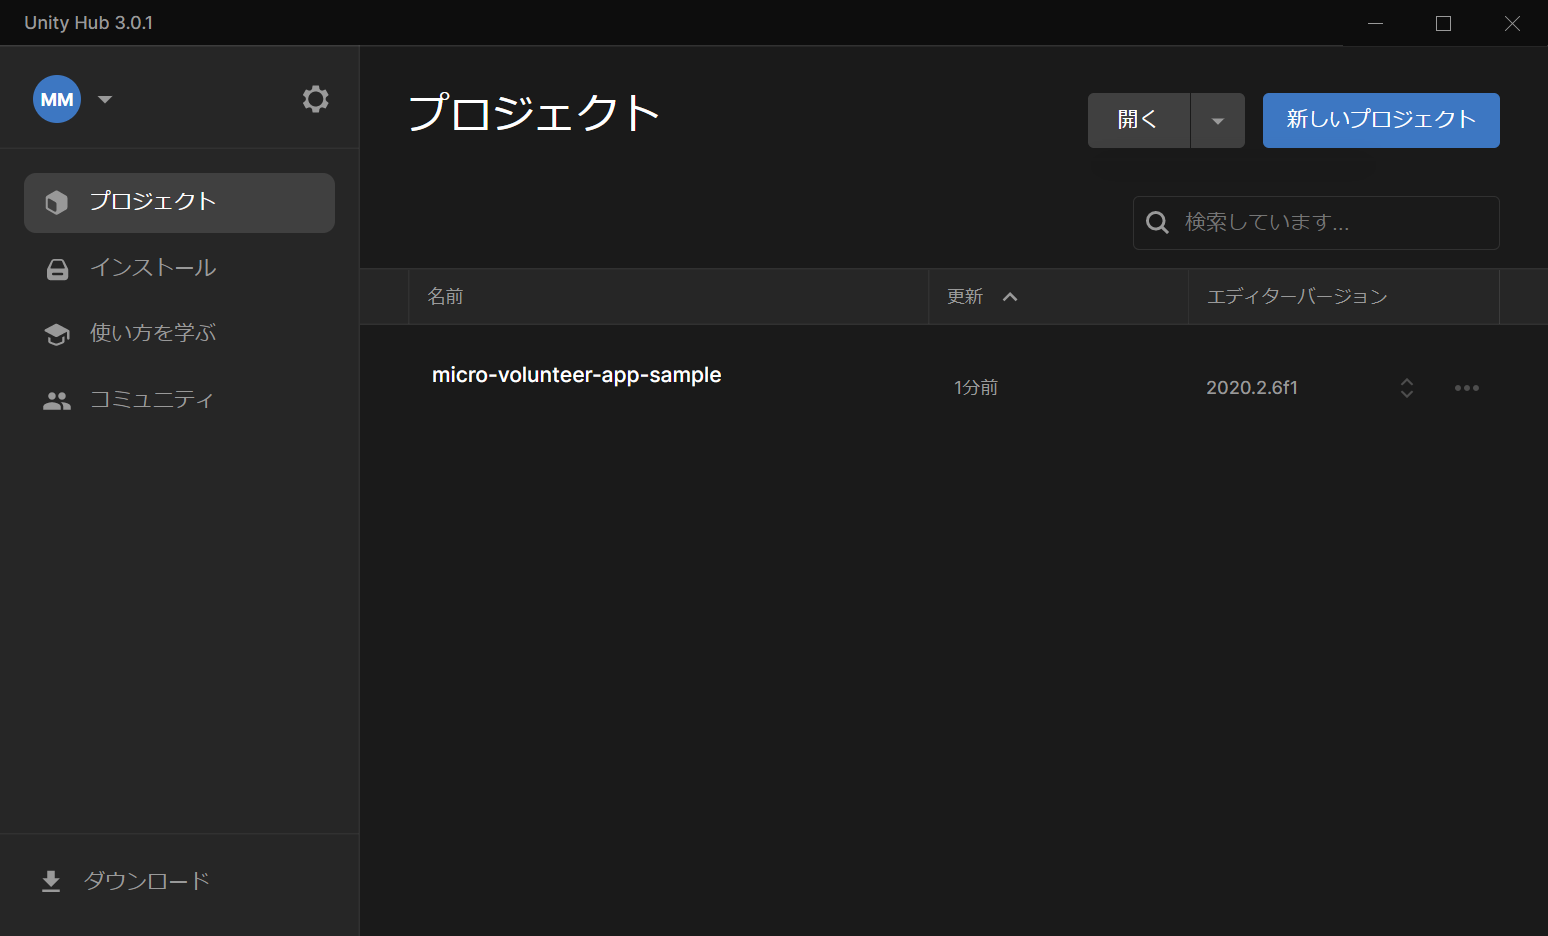 Unity Hub 3.0.1
MM
プロジェクト
インストール
使い方を学ぶ
コミュニティ
ダウンロード
プロジェクト
開く
新しいプロジェクト
検索しています...
名前
更新
エディターバージョン
micro-volunteer-app-sample
1分前
2020.2.6f1